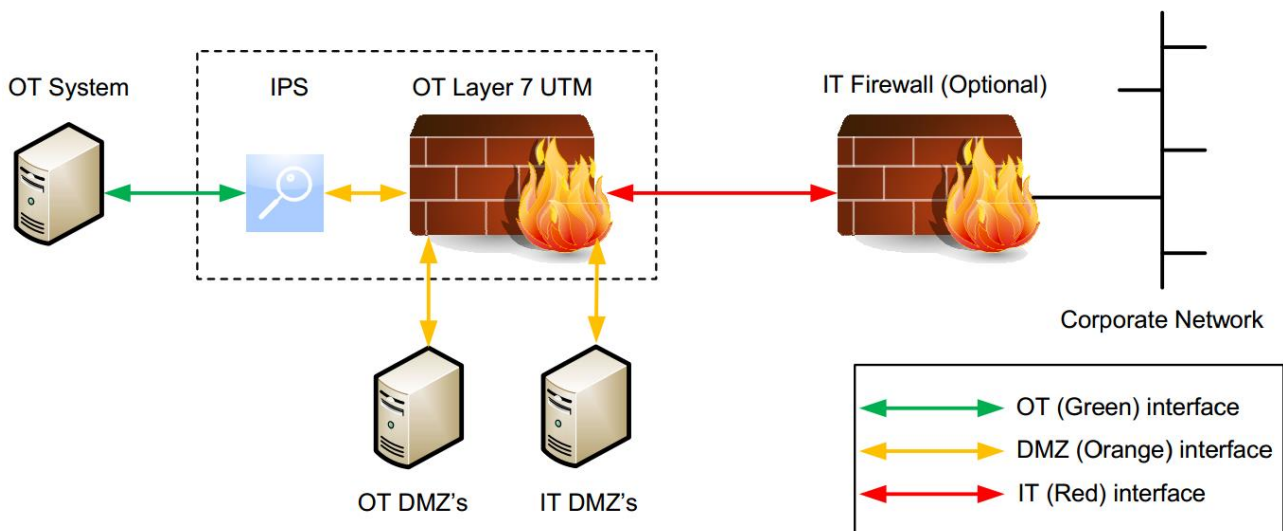 OT System
IPS
OT Layer 7 UTM
IT Firewall (Optional)
OT DMZ's
IT DMZ's
Corporate Network
OT (Green) interface
DMZ (Orange) interface
IT (Red) interface